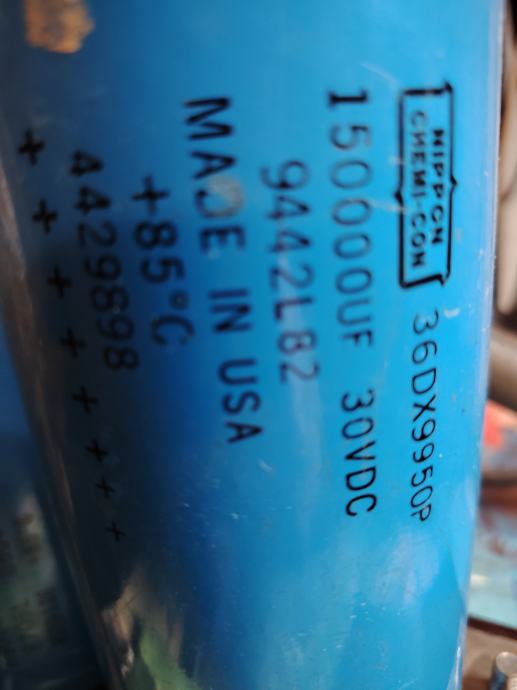 NIPPON
CHEMI-CON
36DX9950P
150000UF 30VDC
9442L82
MADE IN USA
+85°C
4429898
+ + + + + + + +